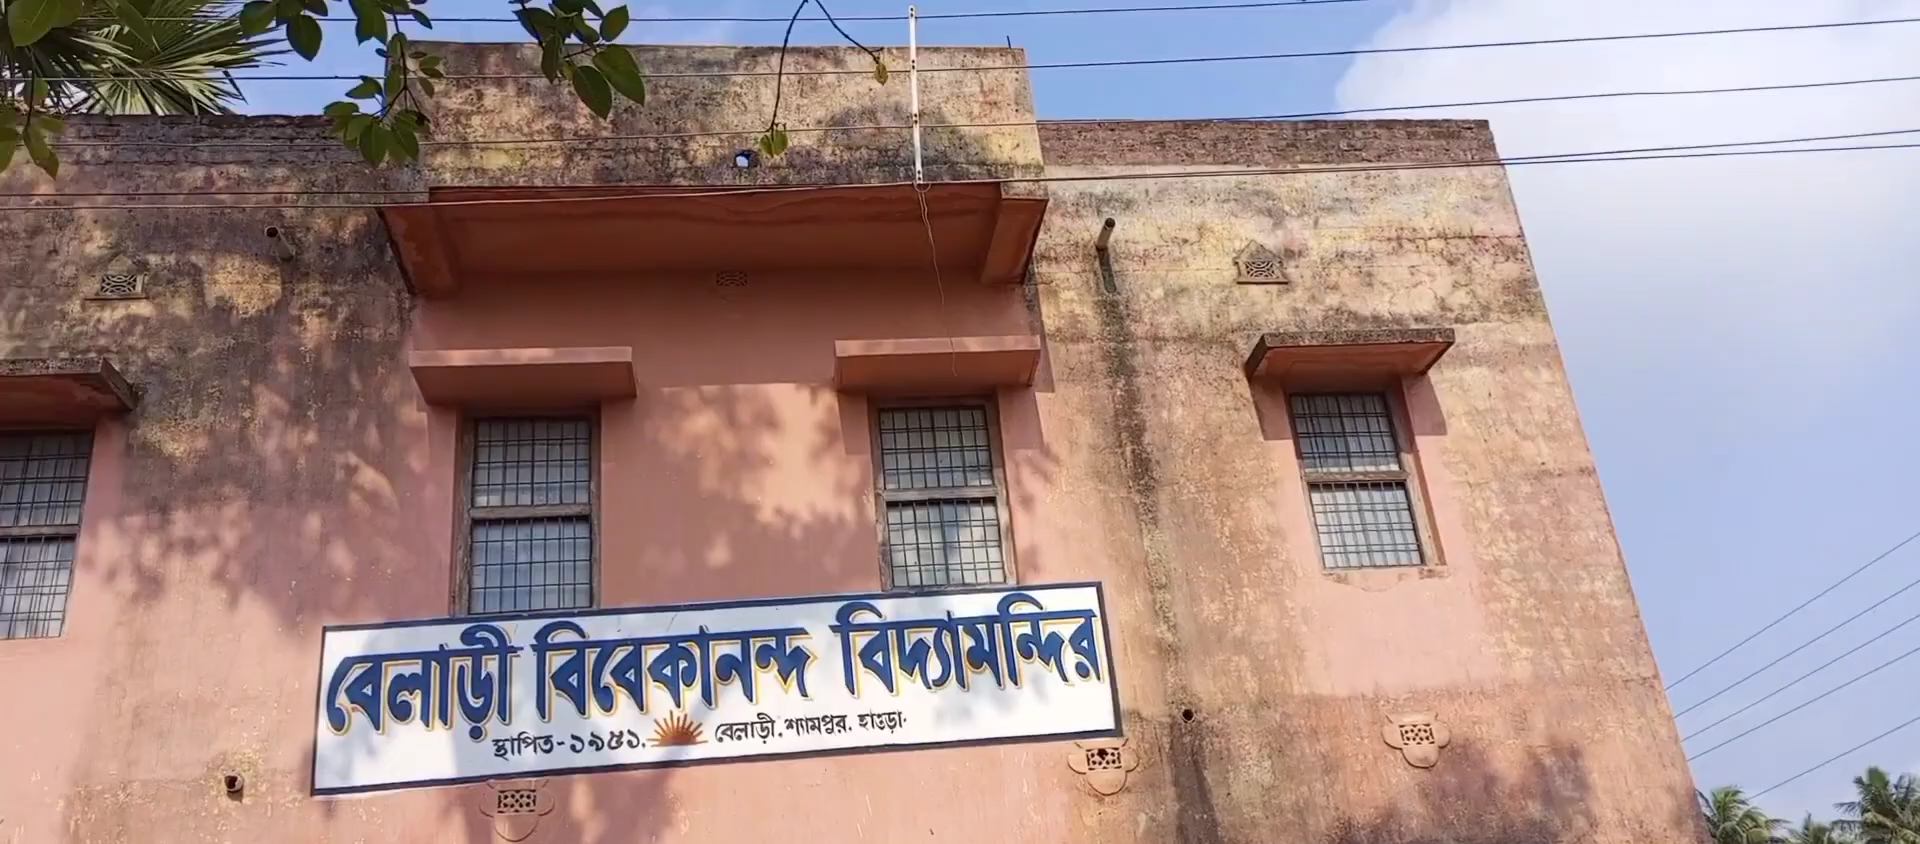 বেলাড়ী বিবেকানন্দ বিদ্যামন্দির
স্থাপিত-১৯৫১. বেলাড়ী. শ্যামপুর. হাওড়া.